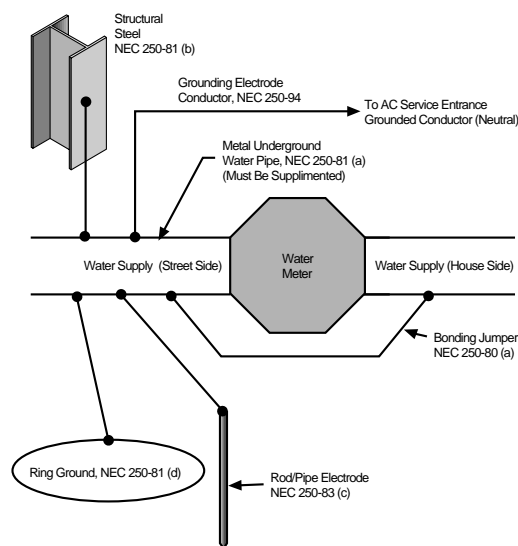 Structural
Steel
NEC 250-81 (b)
Grounding Electrode
Conductor, NEC 250-94
To AC Service Entrance
Grounded Conductor (Neutral)
Metal Underground
Water Pipe, NEC 250-81 (a)
(Must Be Supplimented)
Water Supply (Street Side)
Water
Meter
Water Supply (House Side)
Bonding Jumper
NEC 250-80 (a)
Ring Ground, NEC 250-81 (d)
Rod/Pipe Electrode
NEC 250-83 (c)